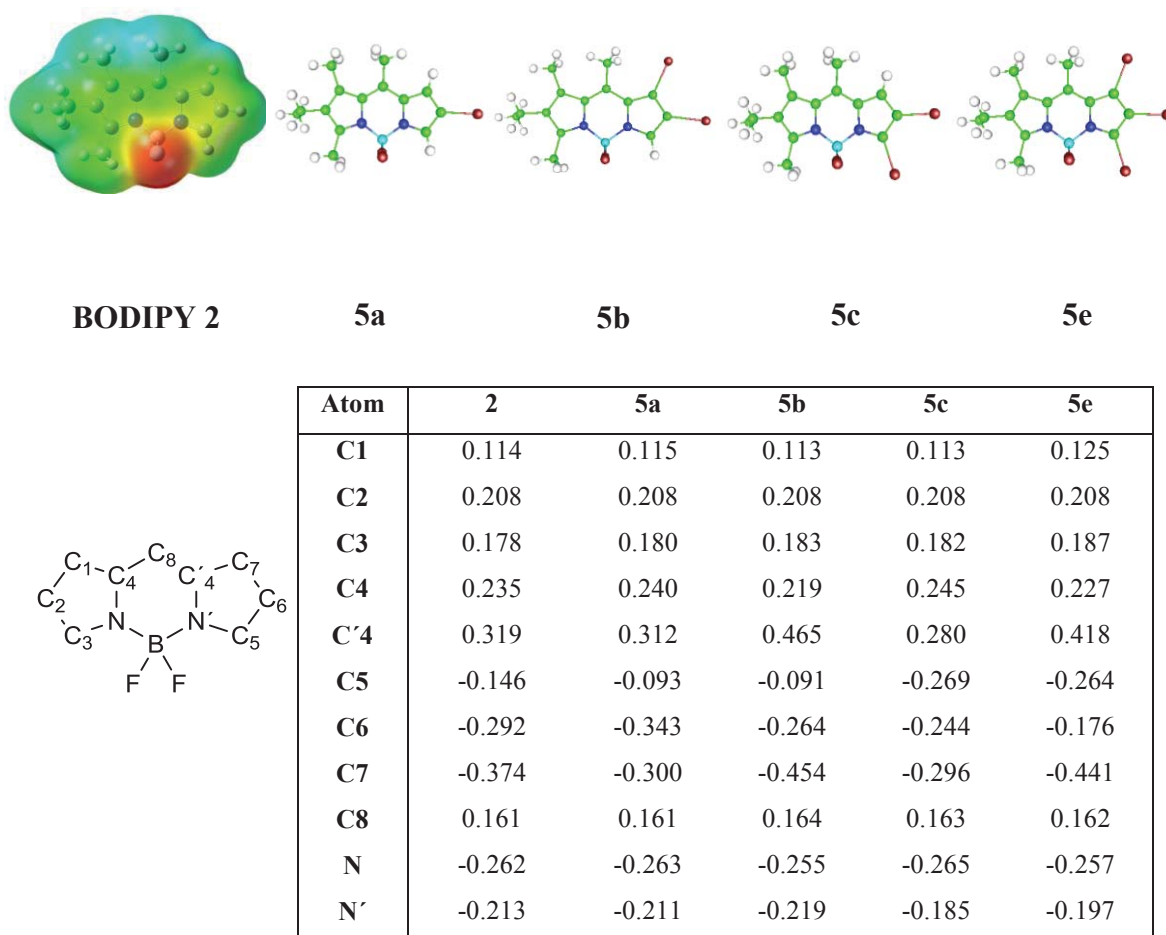 BODIPY 2 5a 5b 5c 5e
Atom 2 5a 5b 5c 5e
C1 0.114 0.115 0.113 0.113 0.125
C2 0.208 0.208 0.208 0.208 0.208
C3 0.178 0.180 0.183 0.182 0.187
C4 0.235 0.240 0.219 0.245 0.227
C´4 0.319 0.312 0.465 0.280 0.418
C5 -0.146 -0.093 -0.091 -0.269 -0.264
C6 -0.292 -0.343 -0.264 -0.244 -0.176
C7 -0.374 -0.300 -0.454 -0.296 -0.441
C8 0.161 0.161 0.164 0.163 0.162
N -0.262 -0.263 -0.255 -0.265 -0.257
N´ -0.213 -0.211 -0.219 -0.185 -0.197
C1 C8 C7
C4 C´4
C2 C6
N N´
C3 C5
B
F F